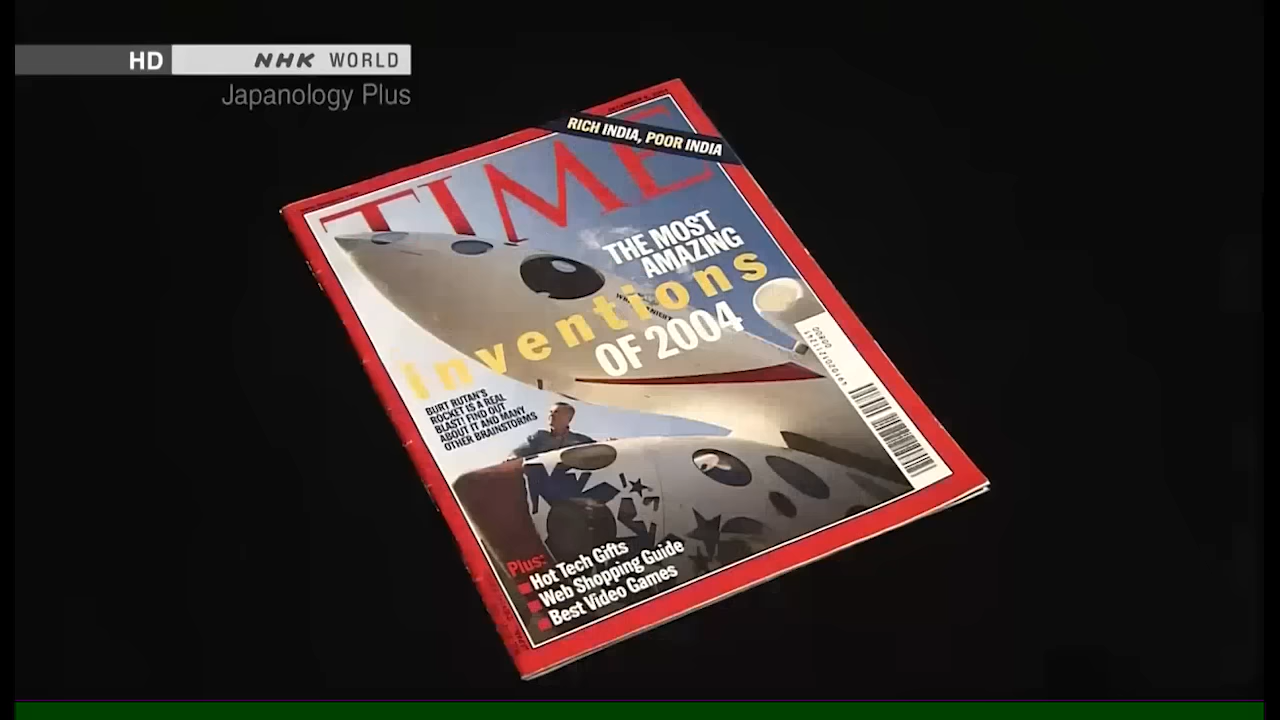 HD NHK WORLD
Japanology Plus
RICH INDIA, POOR INDIA
TIME
THE MOST
AMAZING
inventions
OF 2004
BURT RUTAN'S
ROCKET IS A REAL
BLAST! FIND OUT
ABOUT IT AND MANY
OTHER BRAINSTORMS
Plus:
Hot Tech Gifts
Web Shopping Guide
Best Video Games